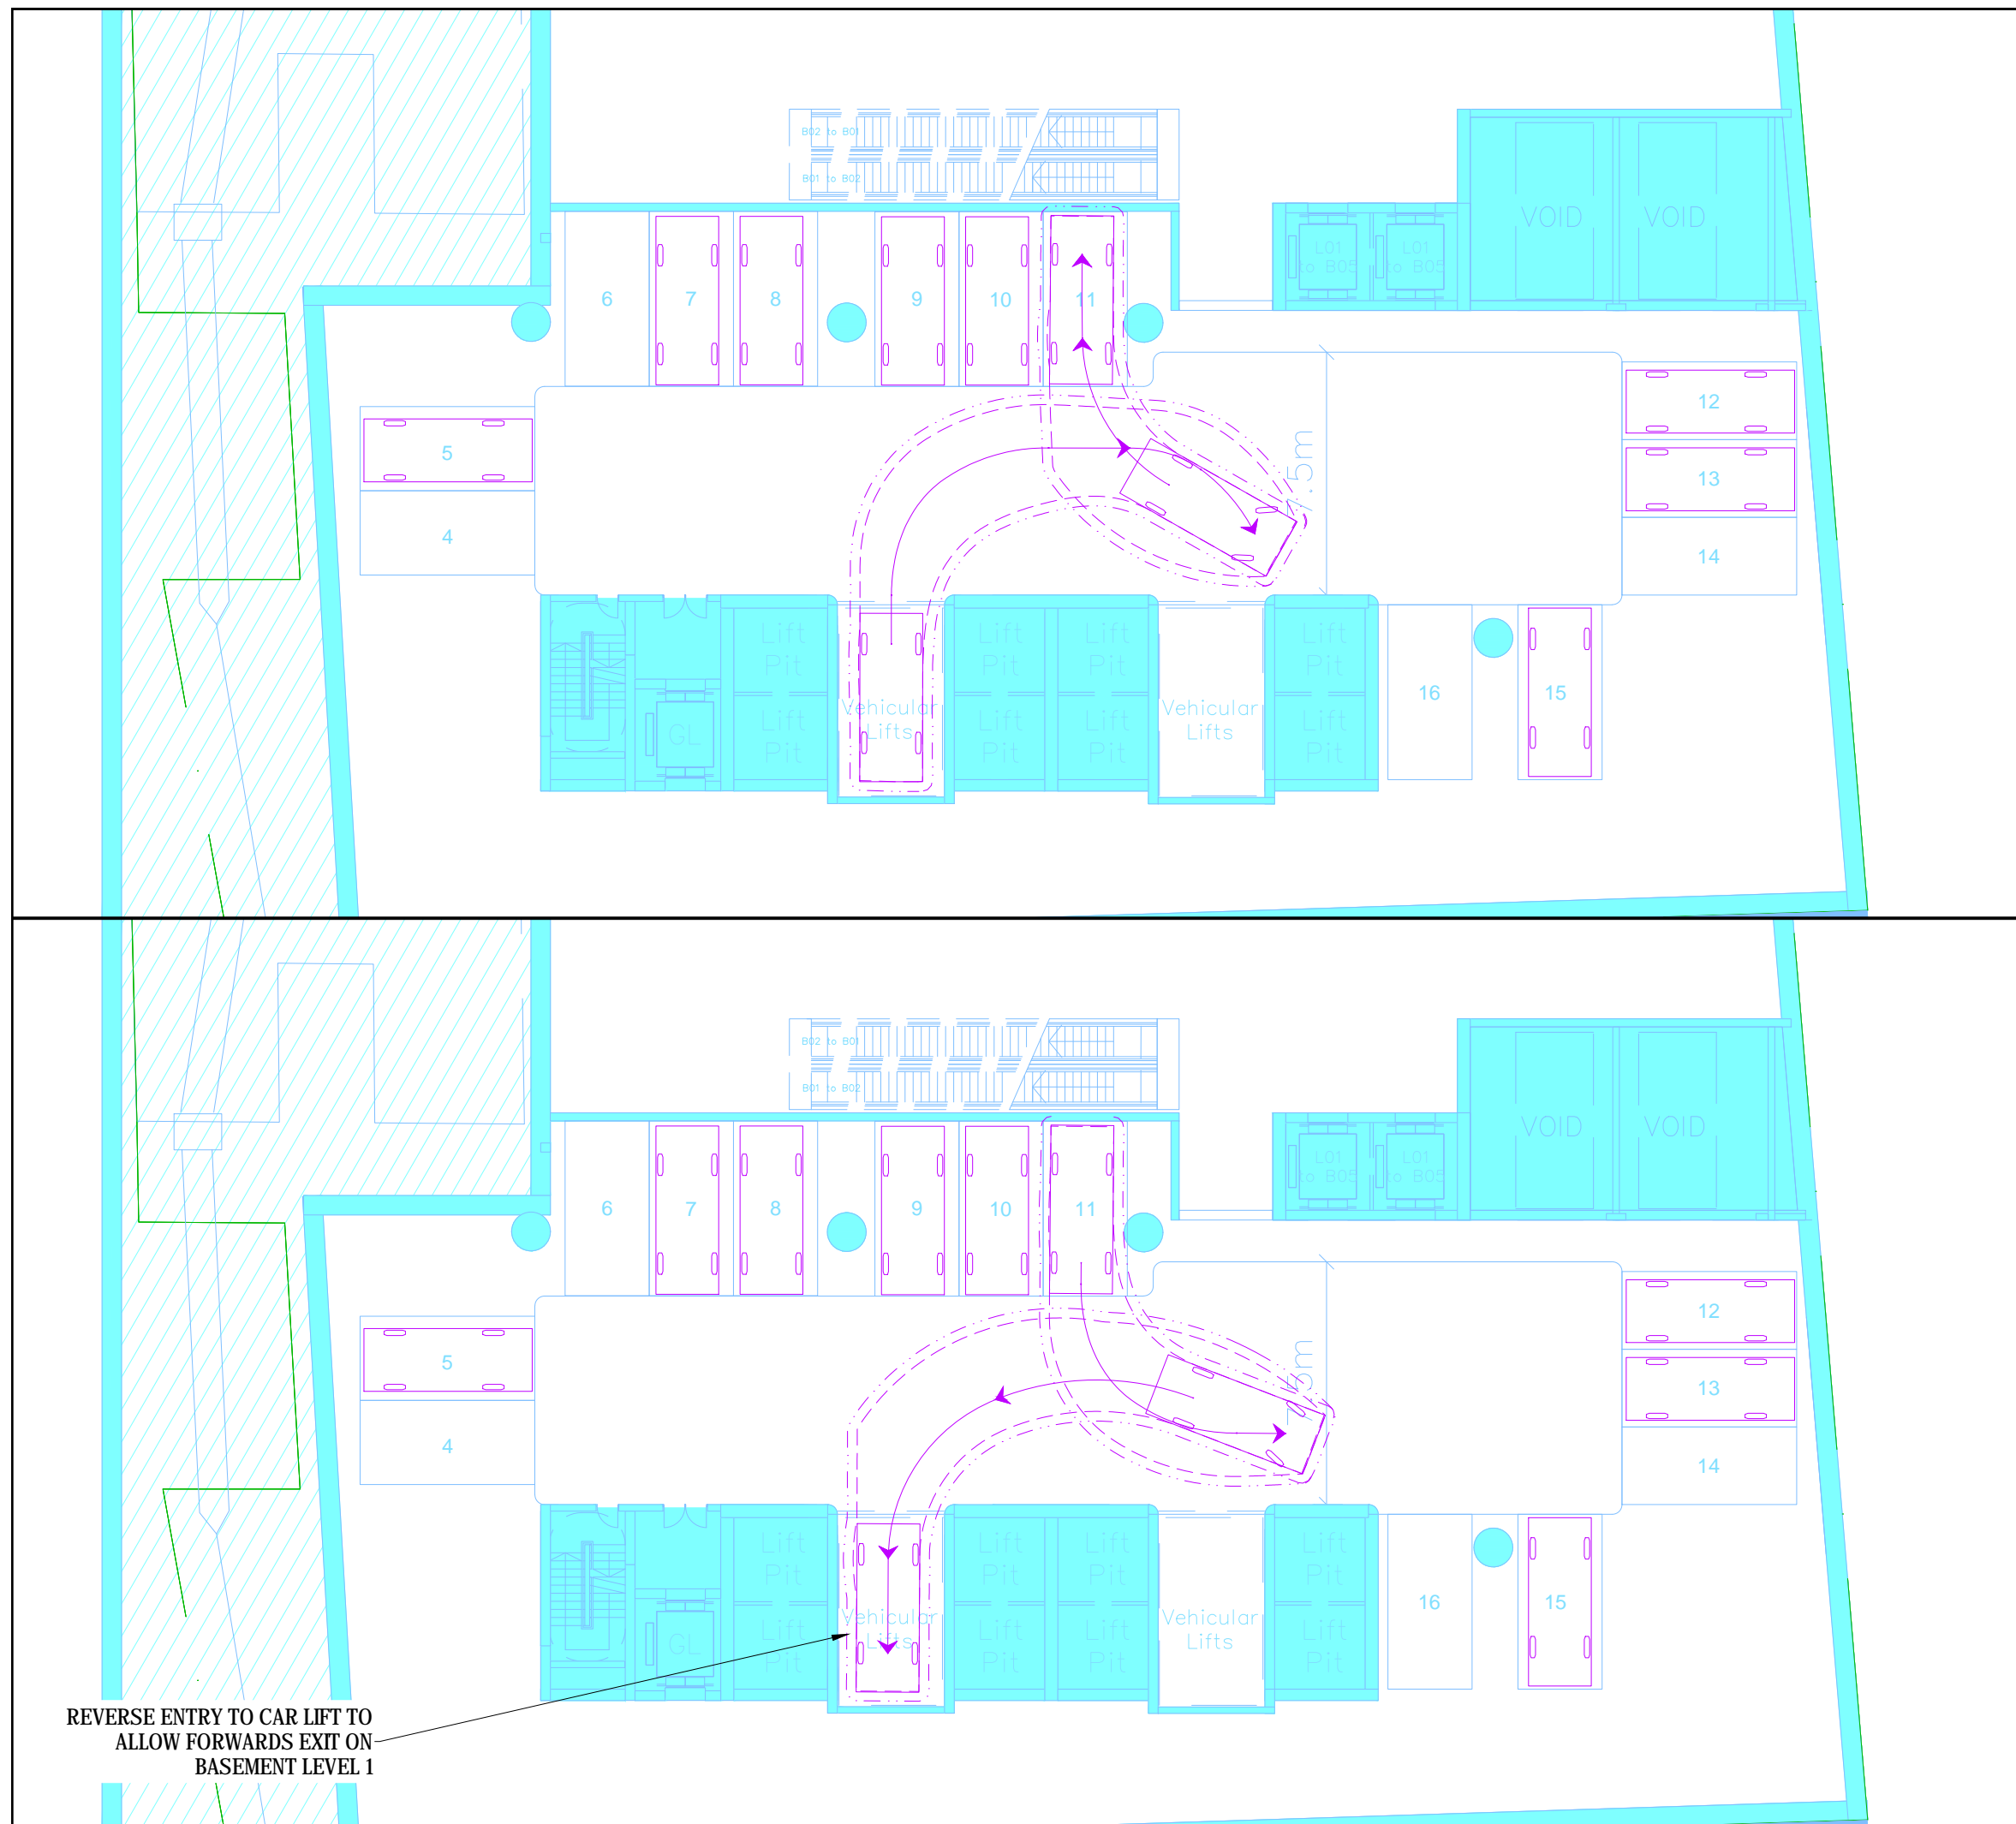 B02 to B01
B01 to B02
VOID VOID
L01 L01
to B05 to B05
6 7 8 9 10 11
12
5
13
4
14
Lift Lift Lift Lift
Pit Pit Pit Pit
16 15
Vehicular Vehicular
Lifts Lifts
GL
Lift Lift Lift Lift
Pit Pit Pit Pit
B02 to B01
B01 to B02
VOID VOID
L01 L01
to B05 to B05
6 7 8 9 10 11
12
5
13
4
14
Lift Lift Lift Lift
Pit Pit Pit Pit
16 15
Vehicular Vehicular
Lifts Lifts
GL
Lift Lift Lift Lift
Pit Pit Pit Pit
REVERSE ENTRY TO CAR LIFT TO
ALLOW FORWARDS EXIT ON
BASEMENT LEVEL 1